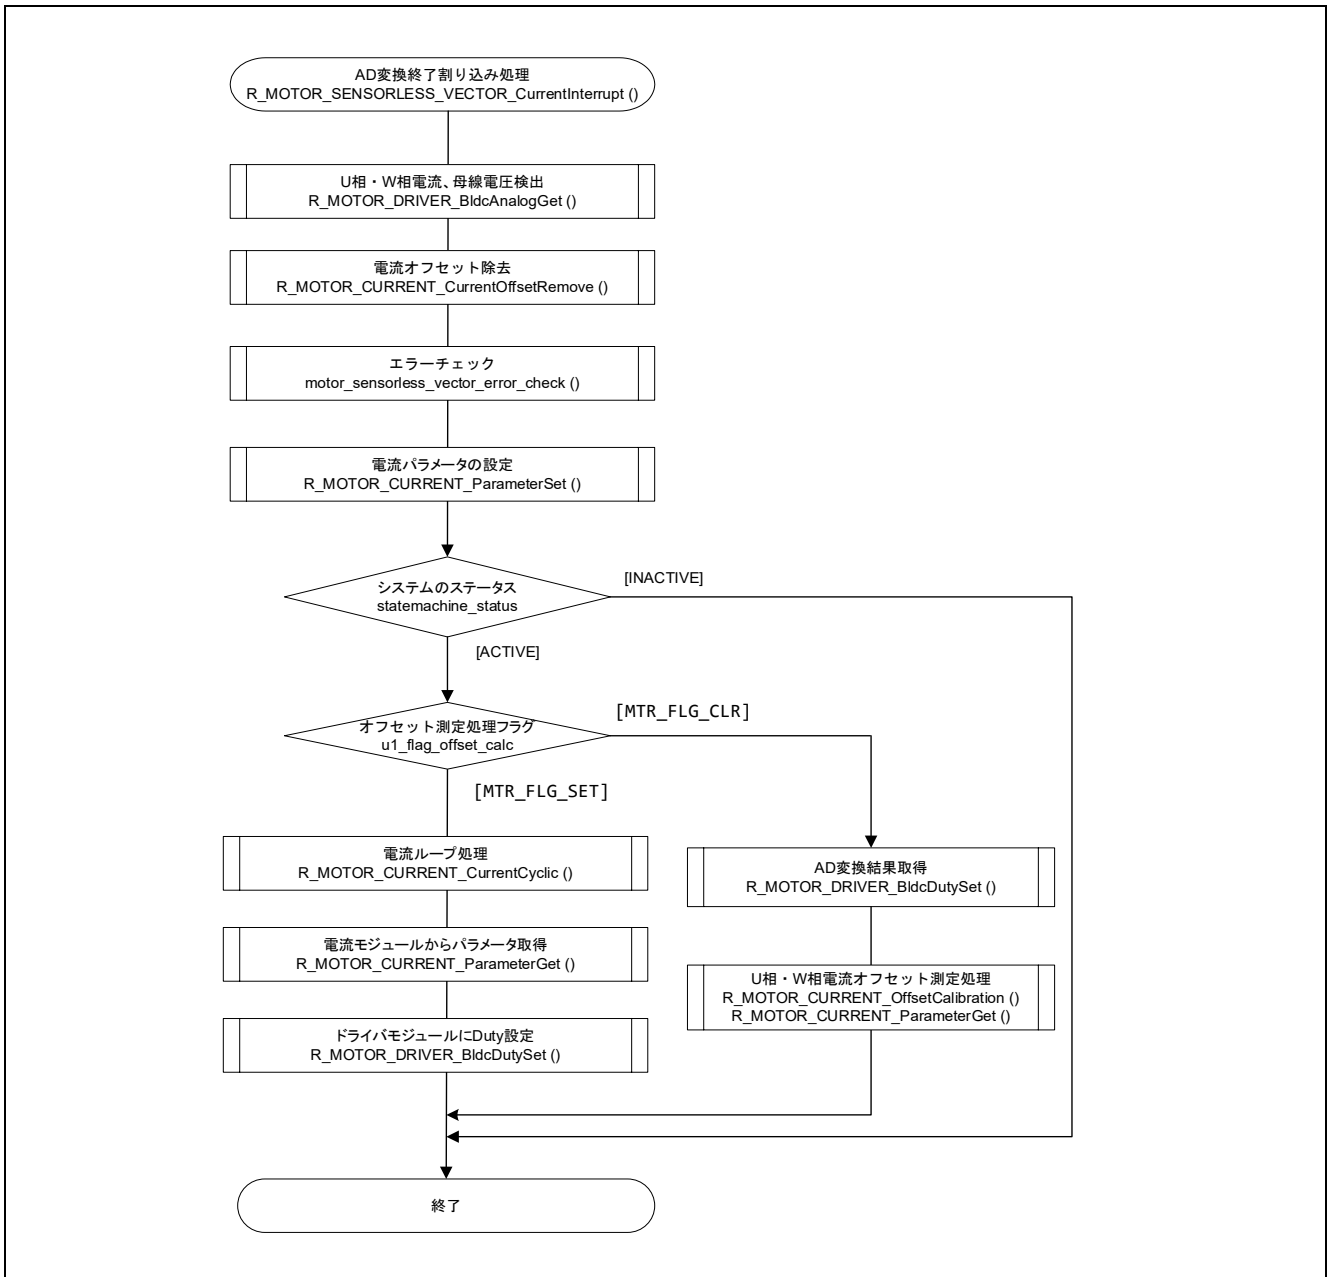 AD変換終了割り込み処理
R_MOTOR_SENSORLESS_VECTOR_CurrentInterrupt ()
U相・W相電流、母線電圧検出
R_MOTOR_DRIVER_BldcAnalogGet ()
電流オフセット除去
R_MOTOR_CURRENT_CurrentOffsetRemove ()
エラーチェック
motor_sensorless_vector_error_check ()
電流パラメータの設定
R_MOTOR_CURRENT_ParameterSet ()
システムのステータス
statemachine_status
[INACTIVE]
[ACTIVE]
オフセット測定処理フラグ
u1_flag_offset_calc
[MTR_FLG_CLR]
[MTR_FLG_SET]
電流ループ処理
R_MOTOR_CURRENT_CurrentCyclic ()
電流モジュールからパラメータ取得
R_MOTOR_CURRENT_ParameterGet ()
ドライバモジュールにDuty設定
R_MOTOR_DRIVER_BldcDutySet ()
AD変換結果取得
R_MOTOR_DRIVER_BldcDutySet ()
U相・W相電流オフセット測定処理
R_MOTOR_CURRENT_OffsetCalibration ()
R_MOTOR_CURRENT_ParameterGet ()
終了